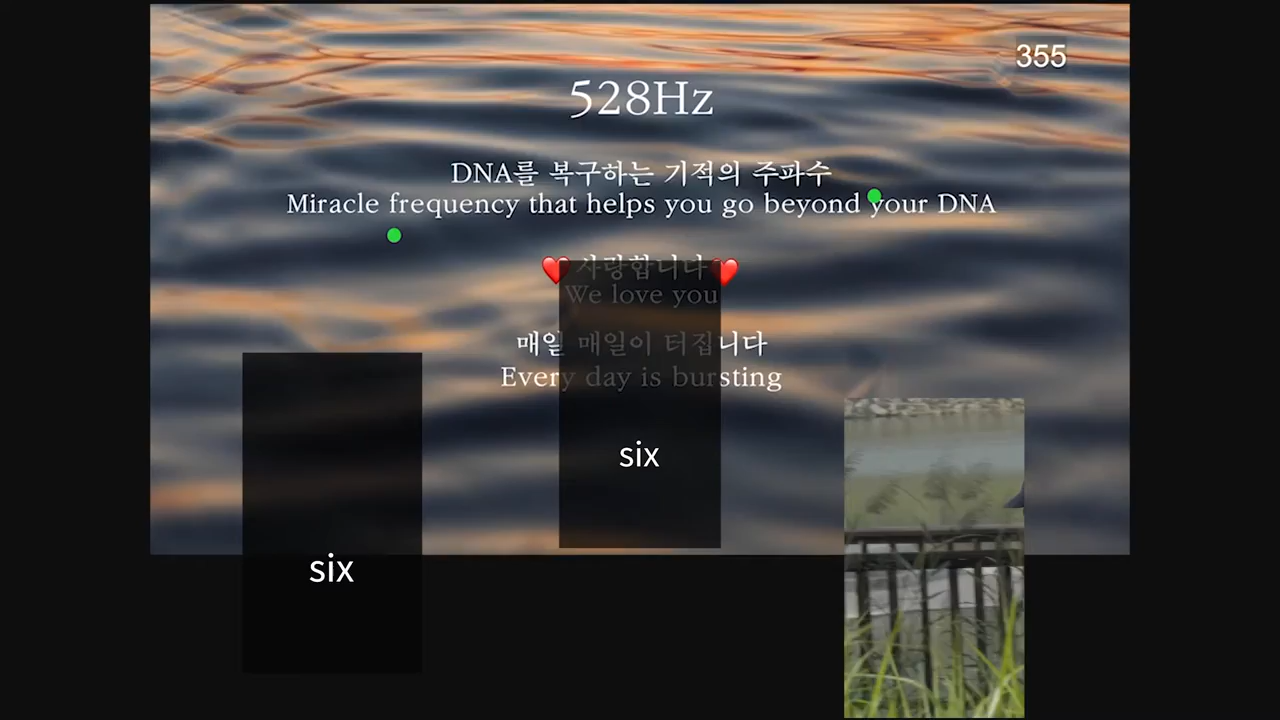 355
528Hz
DNA를 복구하는 기적의 주파수
Miracle frequency that helps you go beyond your DNA
사랑합니다
We love you
매일 매일이 터집니다
Every day is bursting
six
six